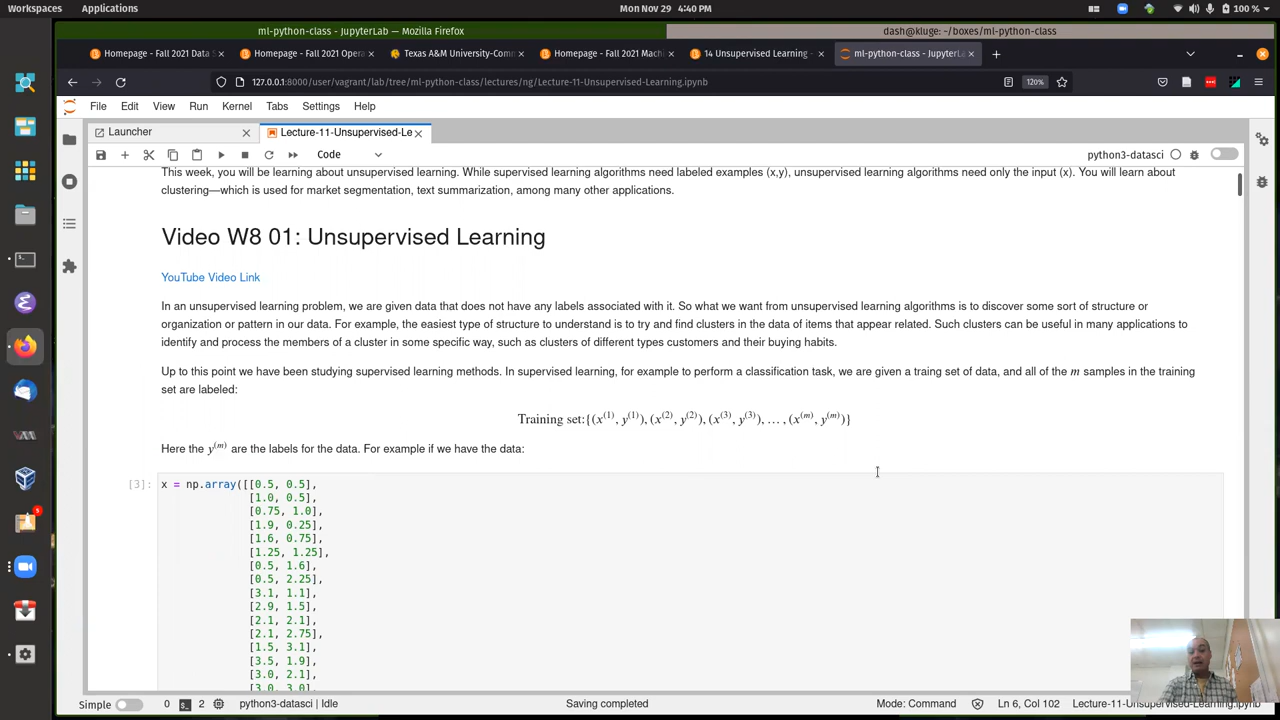 Workspaces Applications Mon Nov 29 4:40 PM 100 %
ml-python-class - JupyterLab — Mozilla Firefox dash@kluge: ~/boxes/ml-python-class
Homepage - Fall 2021 Data S Homepage - Fall 2021 Opera Texas A&M University-Comm Homepage - Fall 2021 Machi 14 Unsupervised Learning - ml-python-class - JupyterLab
127.0.0.1:8000/user/vagrant/lab/tree/ml-python-class/lectures/ng/Lecture-11-Unsupervised-Learning.ipynb 120%
File Edit View Run Kernel Tabs Settings Help
Launcher Lecture-11-Unsupervised-Le
Code python3-datasci
This week, you will be learning about unsupervised learning. While supervised learning algorithms need labeled examples (x,y), unsupervised learning algorithms need only the input (x). You will learn about
clustering—which is used for market segmentation, text summarization, among many other applications.
Video W8 01: Unsupervised Learning
YouTube Video Link
In an unsupervised learning problem, we are given data that does not have any labels associated with it. So what we want from unsupervised learning algorithms is to discover some sort of structure or
organization or pattern in our data. For example, the easiest type of structure to understand is to try and find clusters in the data of items that appear related. Such clusters can be useful in many applications to
identify and process the members of a cluster in some specific way, such as clusters of different types customers and their buying habits.
Up to this point we have been studying supervised learning methods. In supervised learning, for example to perform a classification task, we are given a traing set of data, and all of the m samples in the training
set are labeled:
Training set:{(x^(1), y^(1)), (x^(2), y^(2)), (x^(3), y^(3)), … , (x^(m), y^(m))}
Here the y^(m) are the labels for the data. For example if we have the data:
[3]: x = np.array([[0.5, 0.5],
[1.0, 0.5],
[0.75, 1.0],
[1.9, 0.25],
[1.6, 0.75],
[1.25, 1.25],
[0.5, 1.6],
[0.5, 2.25],
[3.1, 1.1],
[2.9, 1.5],
[2.1, 2.1],
[2.1, 2.75],
[1.5, 3.1],
[3.5, 1.9],
[3.0, 2.1],
[3.0, 3.0],
Simple 0 2 python3-datasci | Idle Saving completed Mode: Command Ln 6, Col 102 Lecture-11-Unsupervised-Learning.ipynb